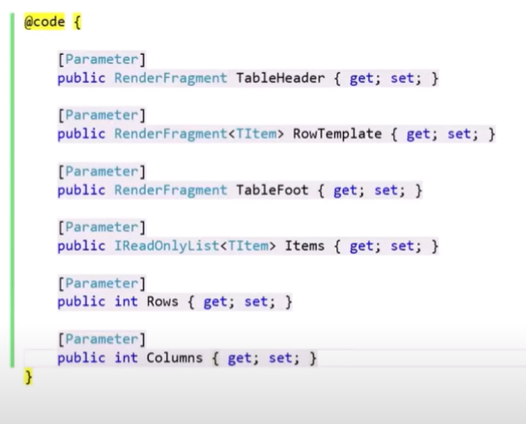 @code {
[Parameter]
public RenderFragment TableHeader { get; set; }
[Parameter]
public RenderFragment<TItem> RowTemplate { get; set; }
[Parameter]
public RenderFragment TableFoot { get; set; }
[Parameter]
public IReadOnlyList<TItem> Items { get; set; }
[Parameter]
public int Rows { get; set; }
[Parameter]
public int Columns { get; set; }
}